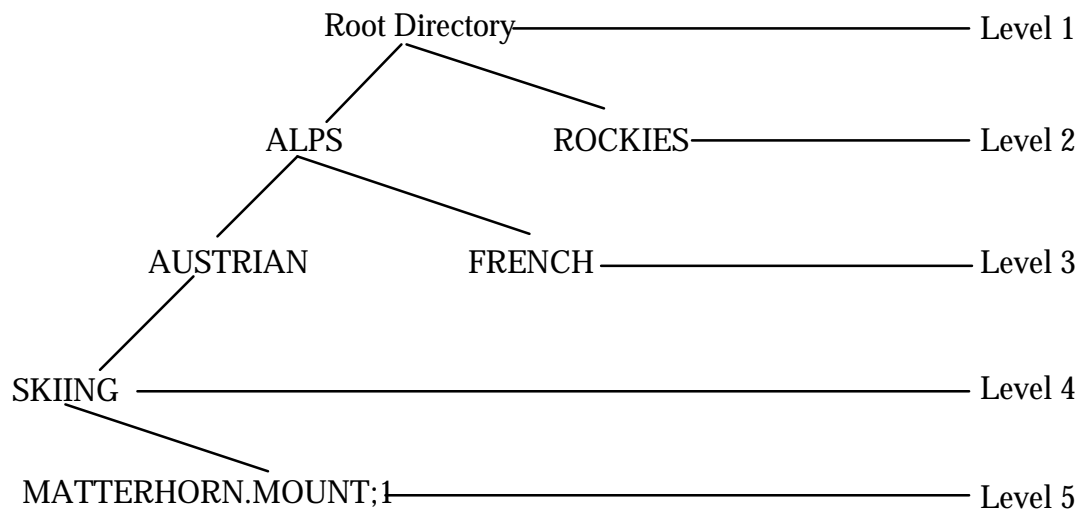 Root Directory Level 1
ALPS ROCKIES Level 2
AUSTRIAN FRENCH Level 3
SKIING Level 4
MATTERHORN.MOUNT;1 Level 5